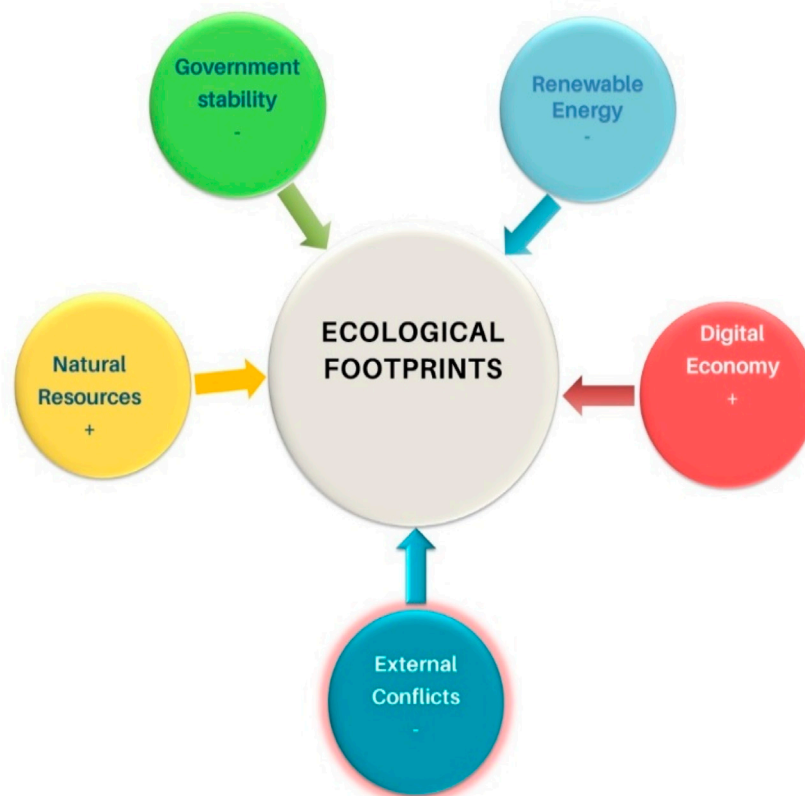 Government
stability
-
Renewable
Energy
-
ECOLOGICAL
FOOTPRINTS
Natural
Resources
+
Digital
Economy
+
External
Conflicts
-